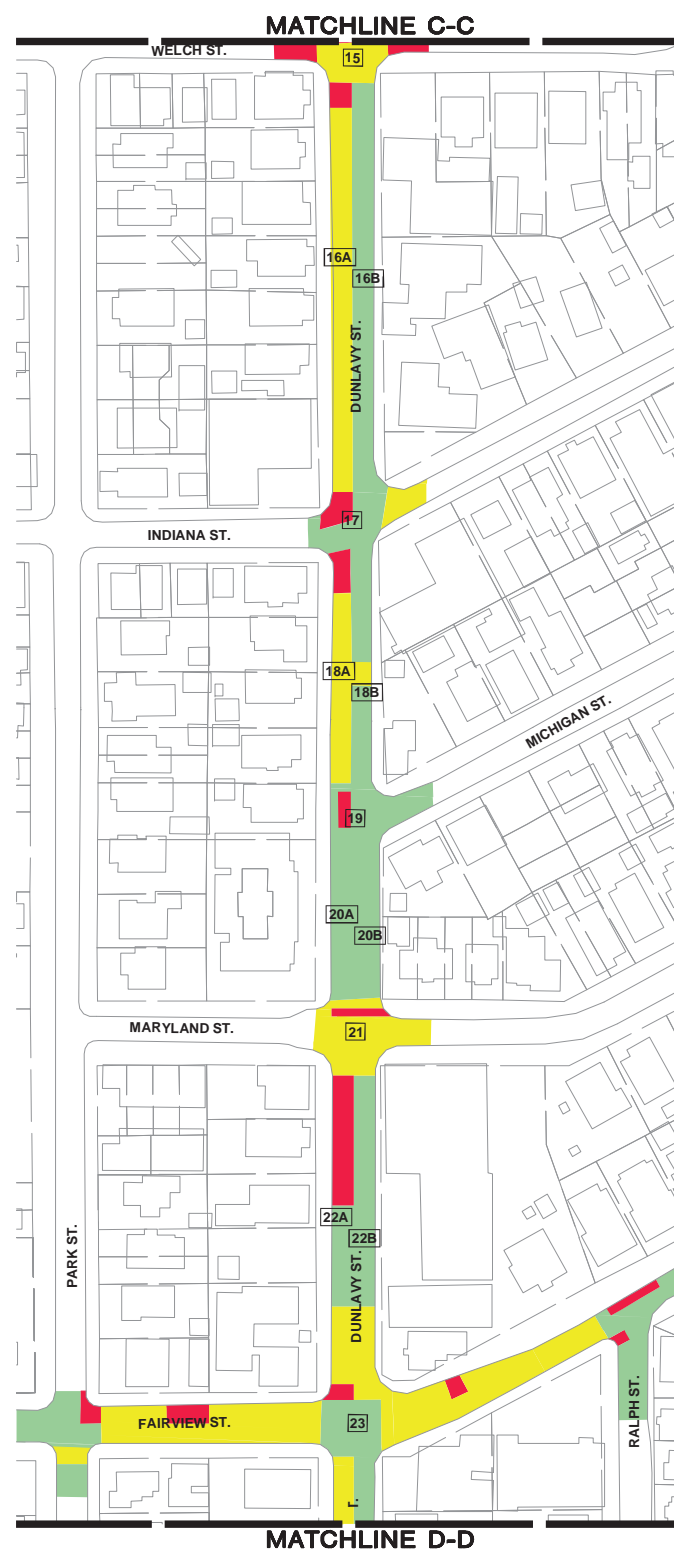 MATCHLINE C-C
WELCH ST.
15
16A
16B
DUNLAVY ST.
17
INDIANA ST.
18A
18B
MICHIGAN ST.
19
20A
20B
MARYLAND ST.
21
22A
22B
PARK ST.
DUNLAVY ST.
RALPH ST.
FAIRVIEW ST.
23
MATCHLINE D-D